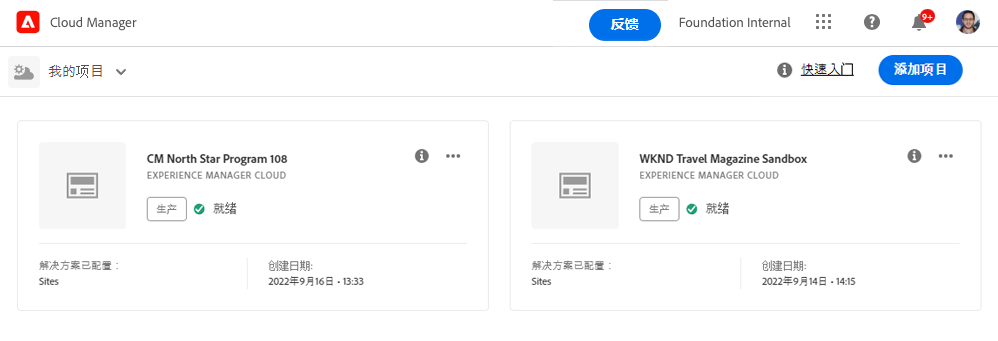 Cloud Manager
反馈
Foundation Internal
9+
我的项目
快速入门
添加项目
CM North Star Program 108
EXPERIENCE MANAGER CLOUD
生产
就绪
解决方案已配置：
Sites
创建日期:
2022年9月16日 • 13:33
WKND Travel Magazine Sandbox
EXPERIENCE MANAGER CLOUD
生产
就绪
解决方案已配置：
Sites
创建日期:
2022年9月14日 • 14:15